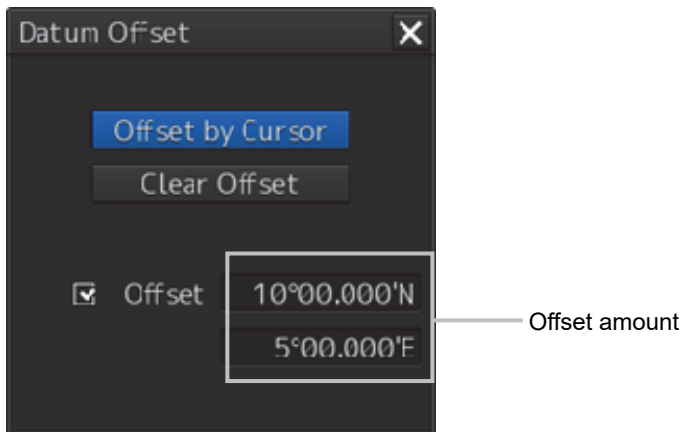 Datum Offset
Offset by Cursor
Clear Offset
Offset 10°00.000'N
Offset amount
5°00.000'E